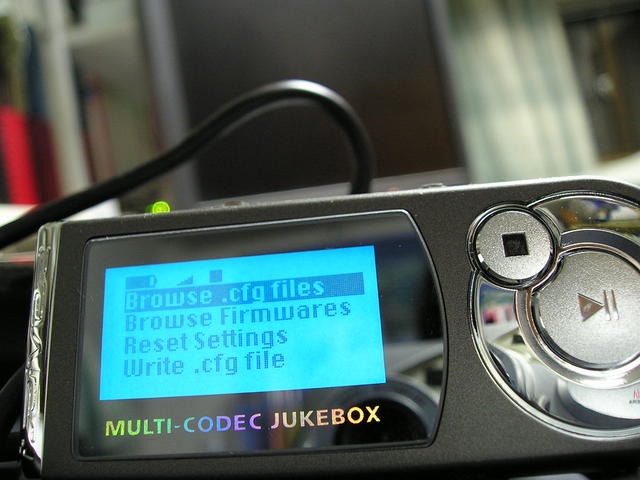 Browse .cfg files
Browse Firmwares
Reset Settings
Write .cfg file
MULTI-CODEC JUKEBOX